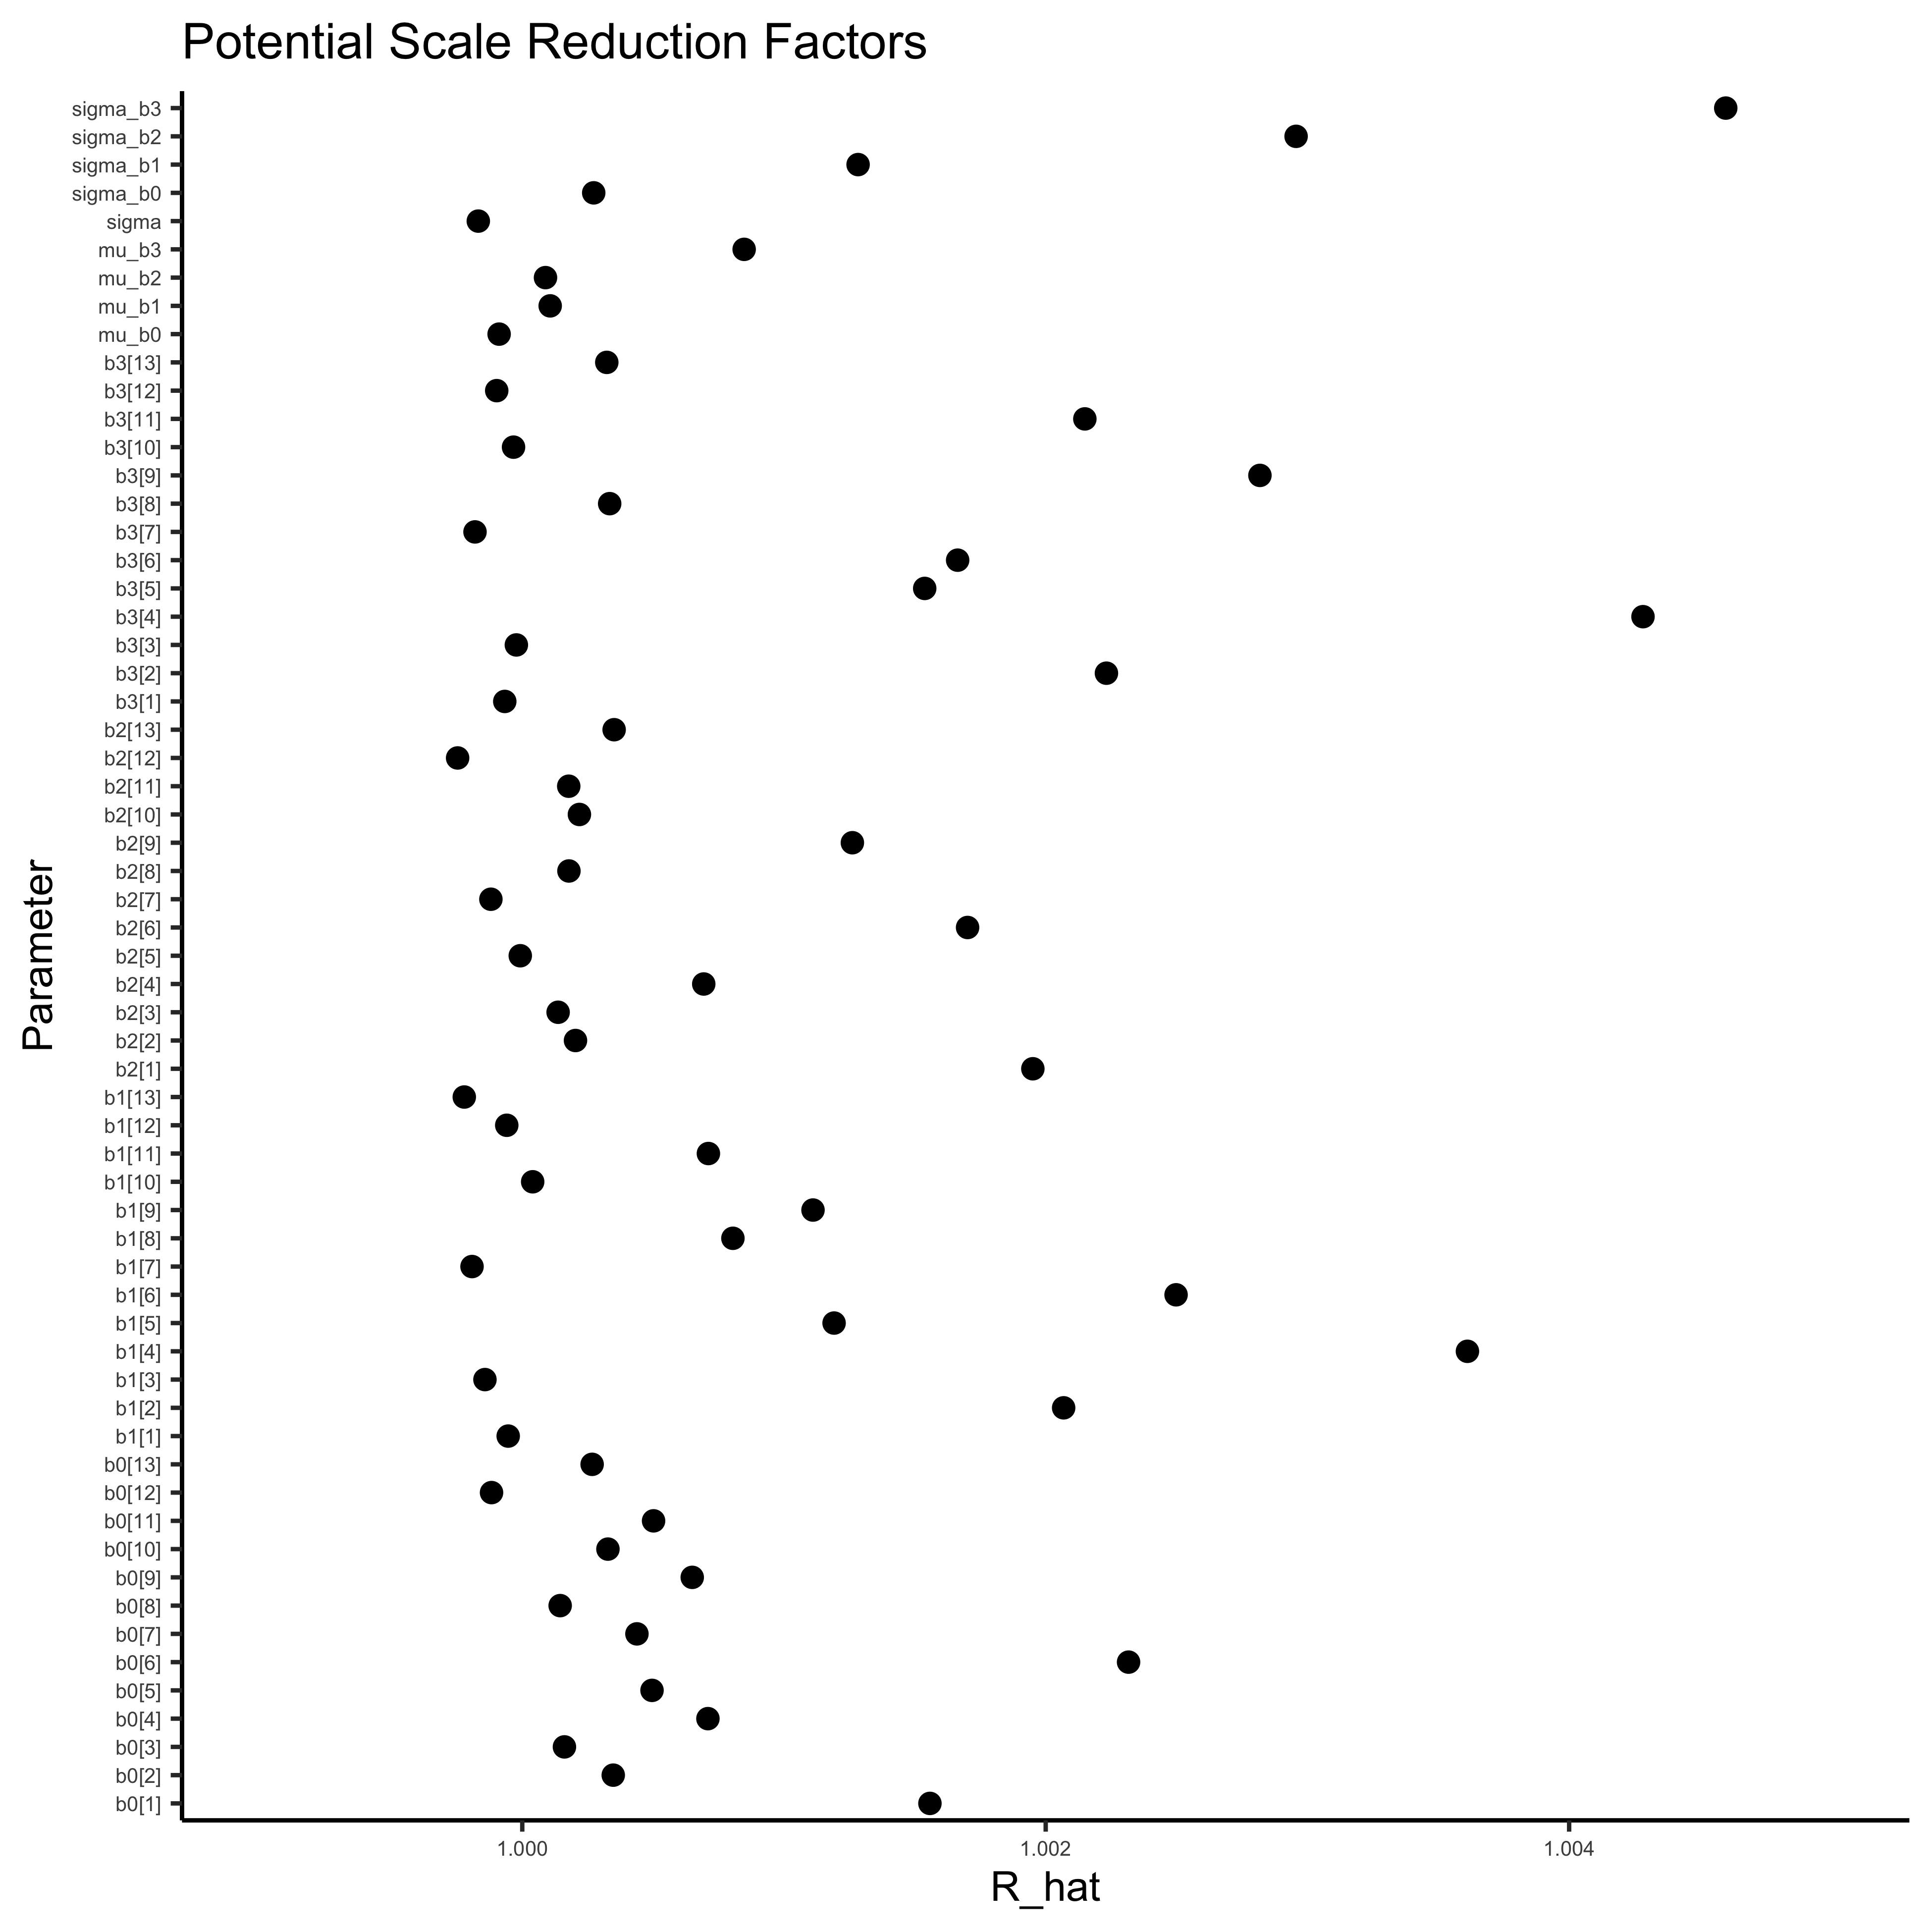 Potential Scale Reduction Factors
sigma_b3
sigma_b2
sigma_b1
sigma_b0
sigma
mu_b3
mu_b2
mu_b1
mu_b0
b3[13]
b3[12]
b3[11]
b3[10]
b3[9]
b3[8]
b3[7]
b3[6]
b3[5]
b3[4]
b3[3]
b3[2]
b3[1]
b2[13]
b2[12]
b2[11]
b2[10]
b2[9]
b2[8]
b2[7]
b2[6]
b2[5]
b2[4]
b2[3]
b2[2]
b2[1]
b1[13]
b1[12]
b1[11]
b1[10]
b1[9]
b1[8]
b1[7]
b1[6]
b1[5]
b1[4]
b1[3]
b1[2]
b1[1]
b0[13]
b0[12]
b0[11]
b0[10]
b0[9]
b0[8]
b0[7]
b0[6]
b0[5]
b0[4]
b0[3]
b0[2]
b0[1]
Parameter
1.000 1.002 1.004
R_hat